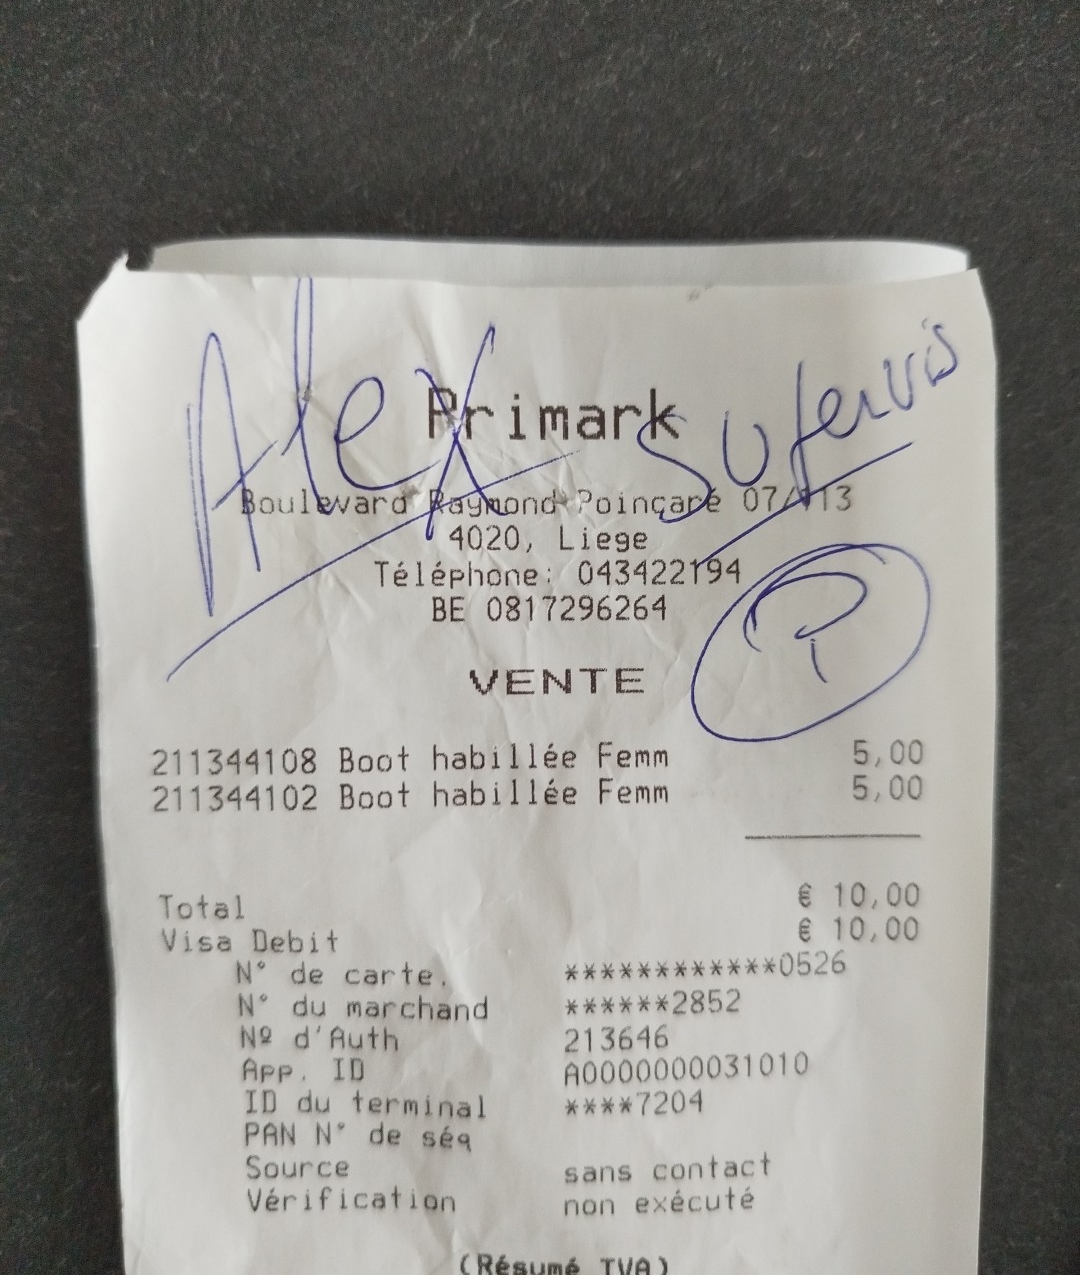 Alex Supervis
Primark
Boulevard Raymond Poinçaré 07/113
4020, Liege
Téléphone: 043422194
BE 0817296264
P
VENTE
211344108 Boot habillée Femm 5,00
211344102 Boot habillée Femm 5,00
Total € 10,00
Visa Debit € 10,00
N° de carte. ************0526
N° du marchand ******2852
Nº d'Auth 213646
App. ID A0000000031010
ID du terminal ****7204
PAN N° de séq
Source sans contact
Vérification non exécuté
(Résumé TVA)